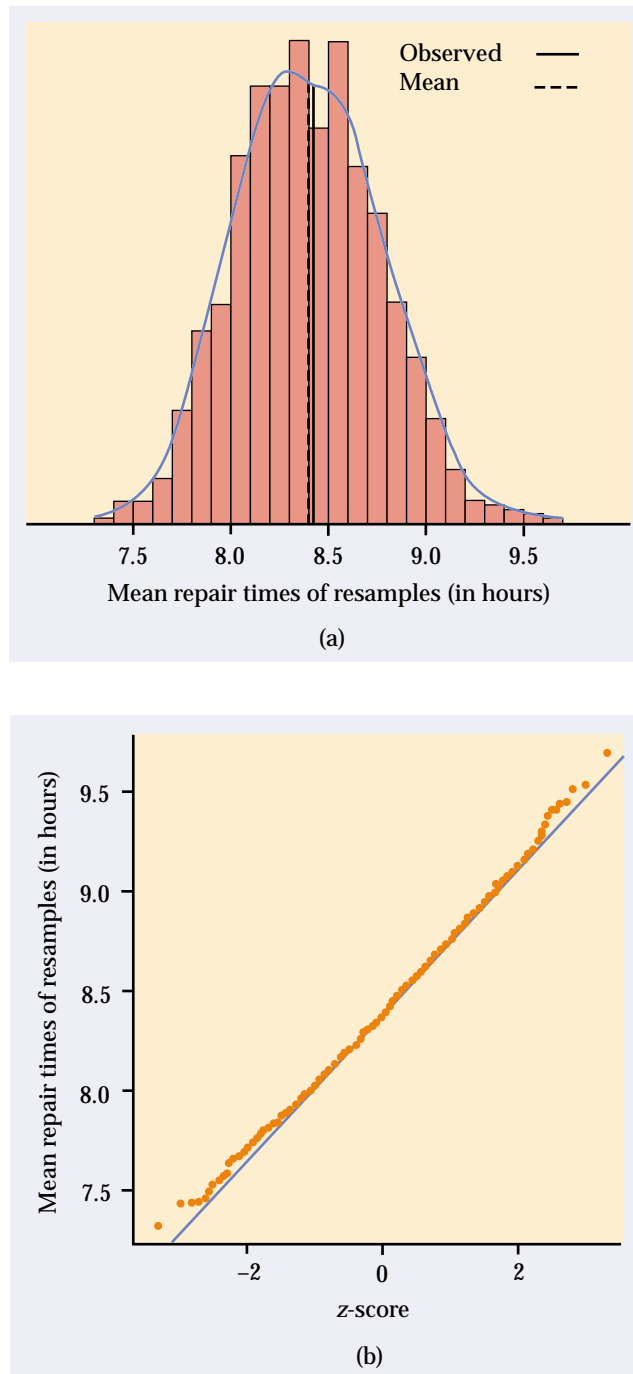 Observed
Mean
7.5 8.0 8.5 9.0 9.5
Mean repair times of resamples (in hours)
(a)
Mean repair times of resamples (in hours)
9.5
9.0
8.5
8.0
7.5
−2 0 2
z-score
(b)